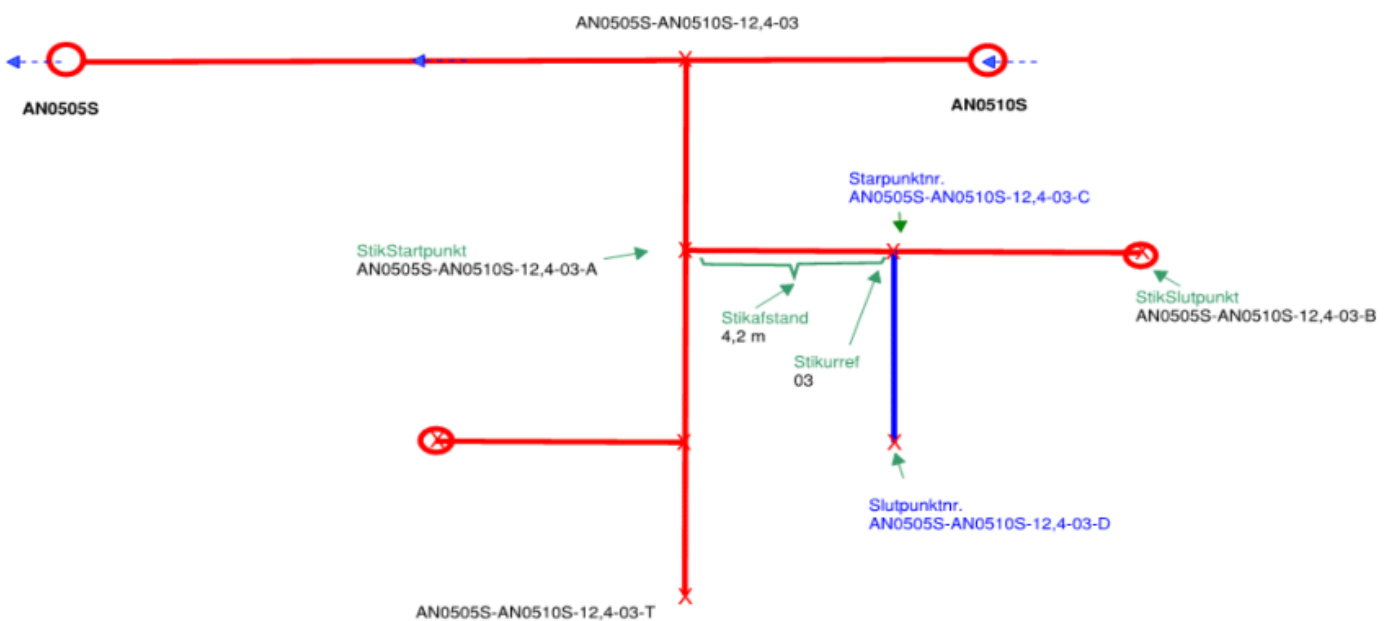 AN0505S-AN0510S-12,4-03
AN0505S
AN0510S
Starpunktnr.
AN0505S-AN0510S-12,4-03-C
StikStartpunkt
AN0505S-AN0510S-12,4-03-A
StikSlutpunkt
AN0505S-AN0510S-12,4-03-B
Stikafstand
4,2 m
Stikurref
03
Slutpunktnr.
AN0505S-AN0510S-12,4-03-D
AN0505S-AN0510S-12,4-03-T